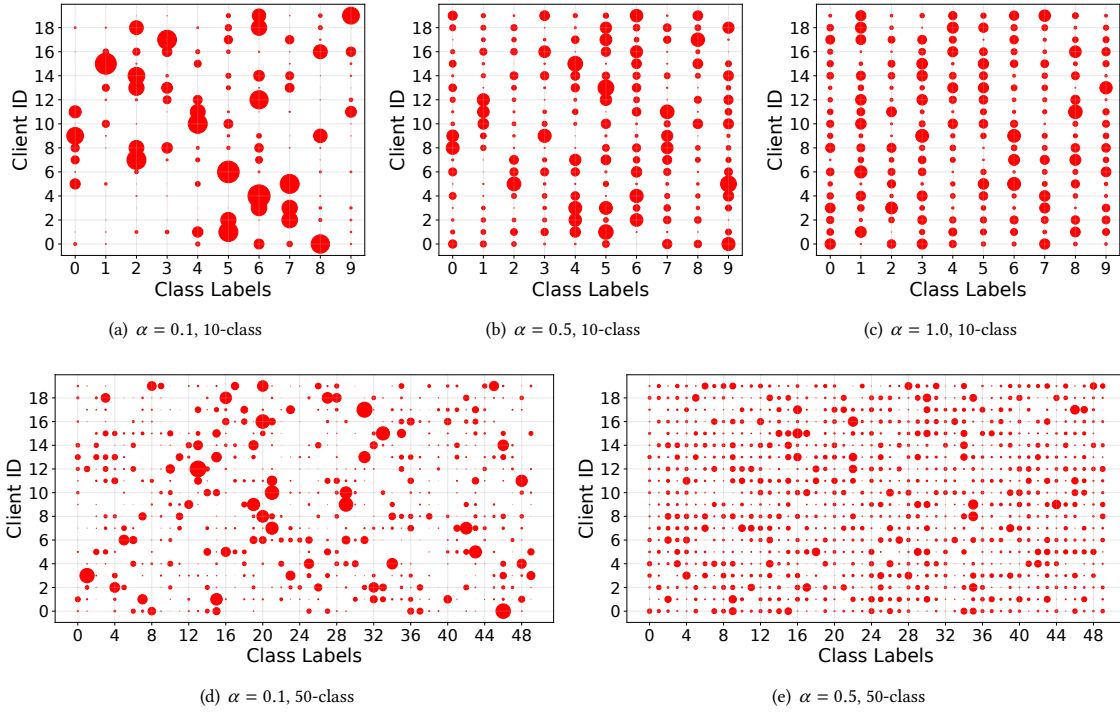 Client ID
18
16
14
12
10
8
6
4
2
0
0 1 2 3 4 5 6 7 8 9
Class Labels
(a) α = 0.1, 10-class
Client ID
18
16
14
12
10
8
6
4
2
0
0 1 2 3 4 5 6 7 8 9
Class Labels
(b) α = 0.5, 10-class
Client ID
18
16
14
12
10
8
6
4
2
0
0 1 2 3 4 5 6 7 8 9
Class Labels
(c) α = 1.0, 10-class
Client ID
18
16
14
12
10
8
6
4
2
0
0 4 8 12 16 20 24 28 32 36 40 44 48
Class Labels
(d) α = 0.1, 50-class
Client ID
18
16
14
12
10
8
6
4
2
0
0 4 8 12 16 20 24 28 32 36 40 44 48
Class Labels
(e) α = 0.5, 50-class